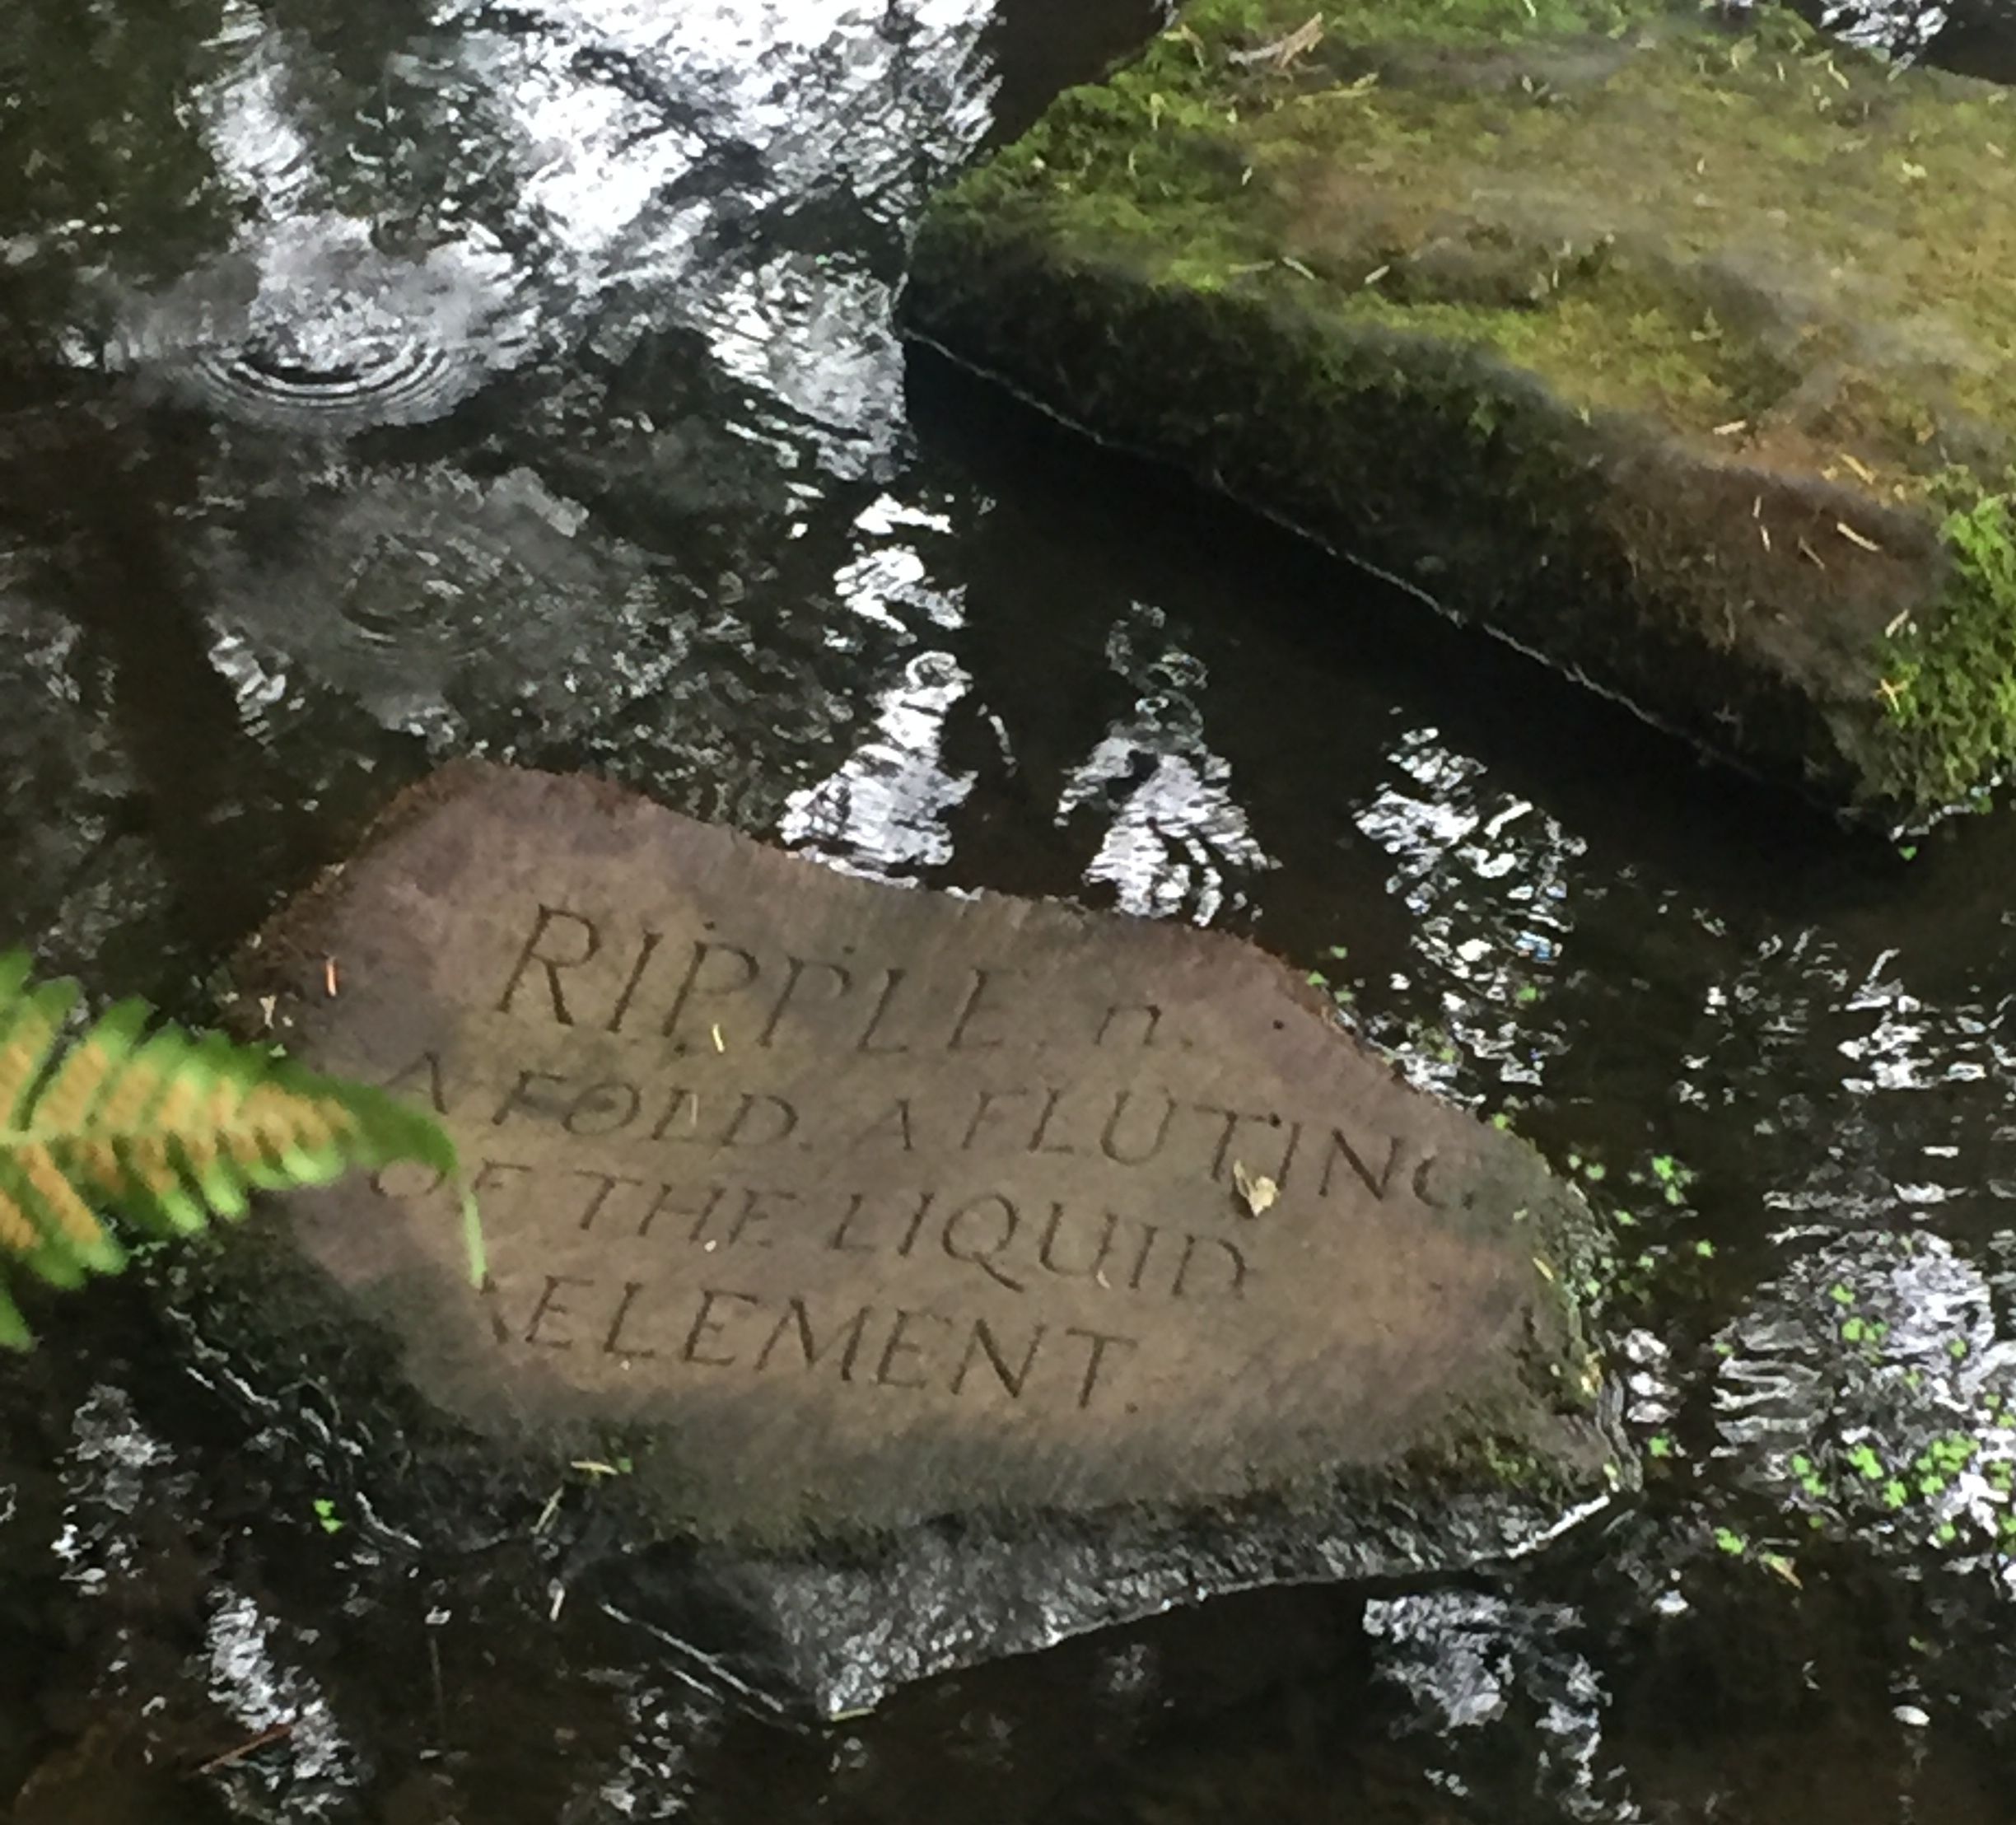 RIPPLE n.
A FOLD. A FLUTING
OF THE LIQUID
ELEMENT.